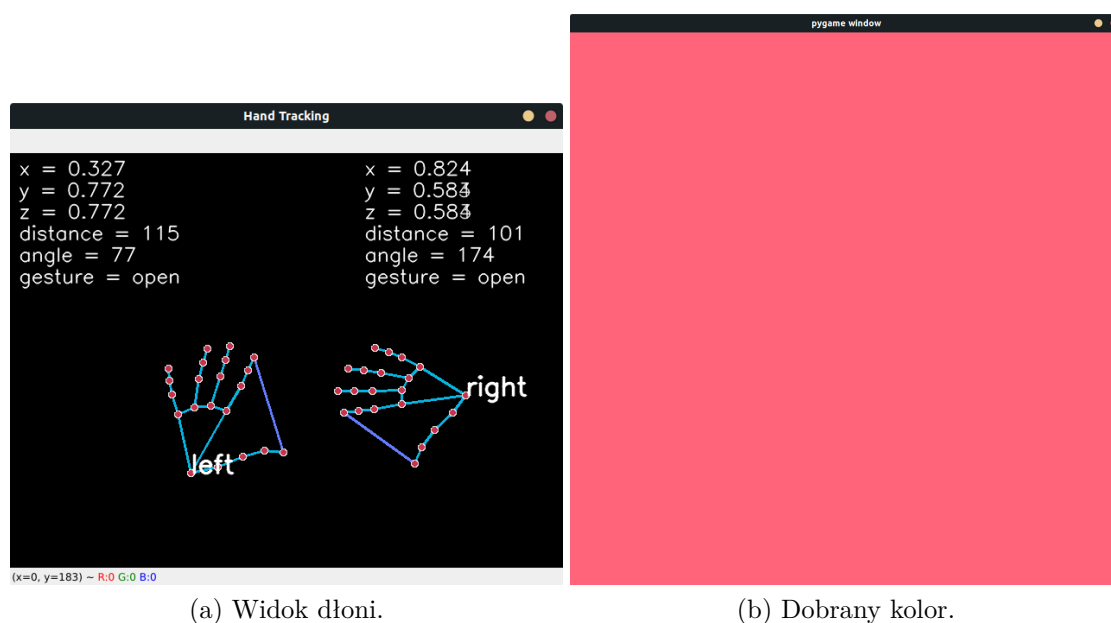 pygame window
Hand Tracking
x = 0.327
y = 0.772
z = 0.772
distance = 115
angle = 77
gesture = open
x = 0.824
y =
z =
distance = 101
angle = 174
gesture = open
right
left
(x=0, y=183) ~ R:0 G:0 B:0
(a) Widok dłoni.
(b) Dobrany kolor.